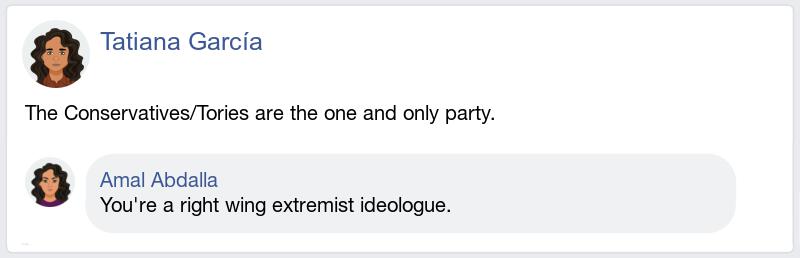 Tatiana García
The Conservatives/Tories are the one and only party.
Amal Abdalla
You're a right wing extremist ideologue.